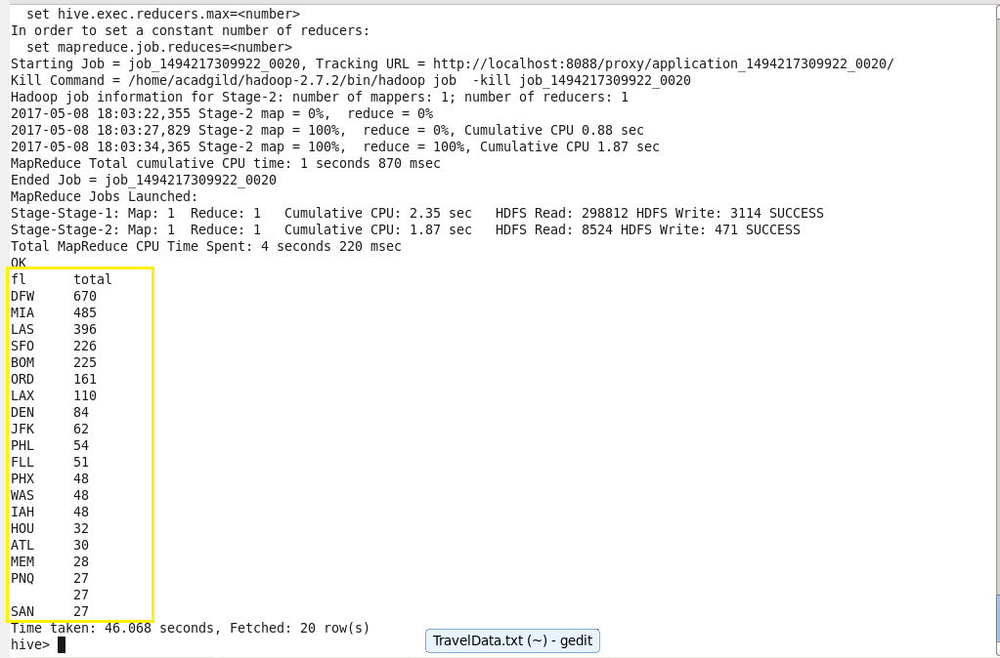 set hive.exec.reducers.max=<number>
In order to set a constant number of reducers:
  set mapreduce.job.reduces=<number>
Starting Job = job_1494217309922_0020, Tracking URL = http://localhost:8088/proxy/application_1494217309922_0020/
Kill Command = /home/acadgild/hadoop-2.7.2/bin/hadoop job  -kill job_1494217309922_0020
Hadoop job information for Stage-2: number of mappers: 1; number of reducers: 1
2017-05-08 18:03:22,355 Stage-2 map = 0%,  reduce = 0%
2017-05-08 18:03:27,829 Stage-2 map = 100%,  reduce = 0%, Cumulative CPU 0.88 sec
2017-05-08 18:03:34,365 Stage-2 map = 100%,  reduce = 100%, Cumulative CPU 1.87 sec
MapReduce Total cumulative CPU time: 1 seconds 870 msec
Ended Job = job_1494217309922_0020
MapReduce Jobs Launched:
Stage-Stage-1: Map: 1  Reduce: 1   Cumulative CPU: 2.35 sec   HDFS Read: 298812 HDFS Write: 3114 SUCCESS
Stage-Stage-2: Map: 1  Reduce: 1   Cumulative CPU: 1.87 sec   HDFS Read: 8524 HDFS Write: 471 SUCCESS
Total MapReduce CPU Time Spent: 4 seconds 220 msec
OK
fl      total
DFW     670
MIA     485
LAS     396
SFO     226
BOM     225
ORD     161
LAX     110
DEN     84
JFK     62
PHL     54
FLL     51
PHX     48
WAS     48
IAH     48
HOU     32
ATL     30
MEM     28
PNQ     27
        27
SAN     27
Time taken: 46.068 seconds, Fetched: 20 row(s)
hive>
TravelData.txt (~) - gedit